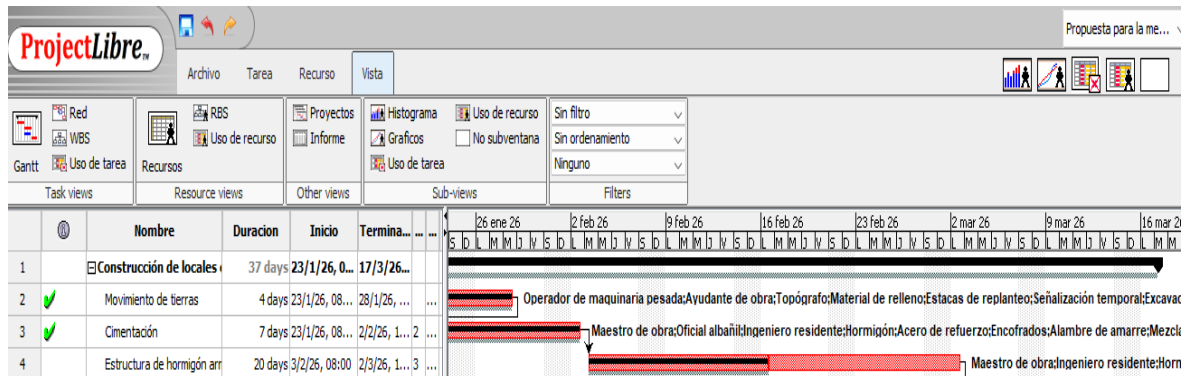 ProjectLibre™
Propuesta para la me...
Archivo Tarea Recurso Vista
Red
WBS
Uso de tarea
Gantt
Task views
RBS
Uso de recurso
Recursos
Resource views
Proyectos
Informe
Other views
Histograma
Graficos
Uso de tarea
Uso de recurso
No subventana
Sub-views
Sin filtro
Sin ordenamiento
Ninguno
Filters
Nombre Duracion Inicio Termina... ... ...
26 ene 26 2 feb 26 9 feb 26 16 feb 26 23 feb 26 2 mar 26 9 mar 26 16 mar 26
S D L M M J V S D L M M J V S D L M M J V S D L M M J V S D L M M J V S D L M M J V S D L M M J V S D L M M
1 Construcción de locales 37 days 23/1/26, 0... 17/3/26...
2 Movimiento de tierras 4 days 23/1/26, 08... 28/1/26, ... ... Operador de maquinaria pesada;Ayudante de obra;Topógrafo;Material de relleno;Estacas de replanteo;Señalización temporal;Excavad
3 Cimentación 7 days 23/1/26, 08... 2/2/26, 1... 2 ... Maestro de obra;Oficial albañil;Ingeniero residente;Hormigón;Acero de refuerzo;Encofrados;Alambre de amarre;Mezcla
4 Estructura de hormigón arr 20 days 3/2/26, 08:00 2/3/26, 1... 3 ... Maestro de obra;Ingeniero residente;Horm